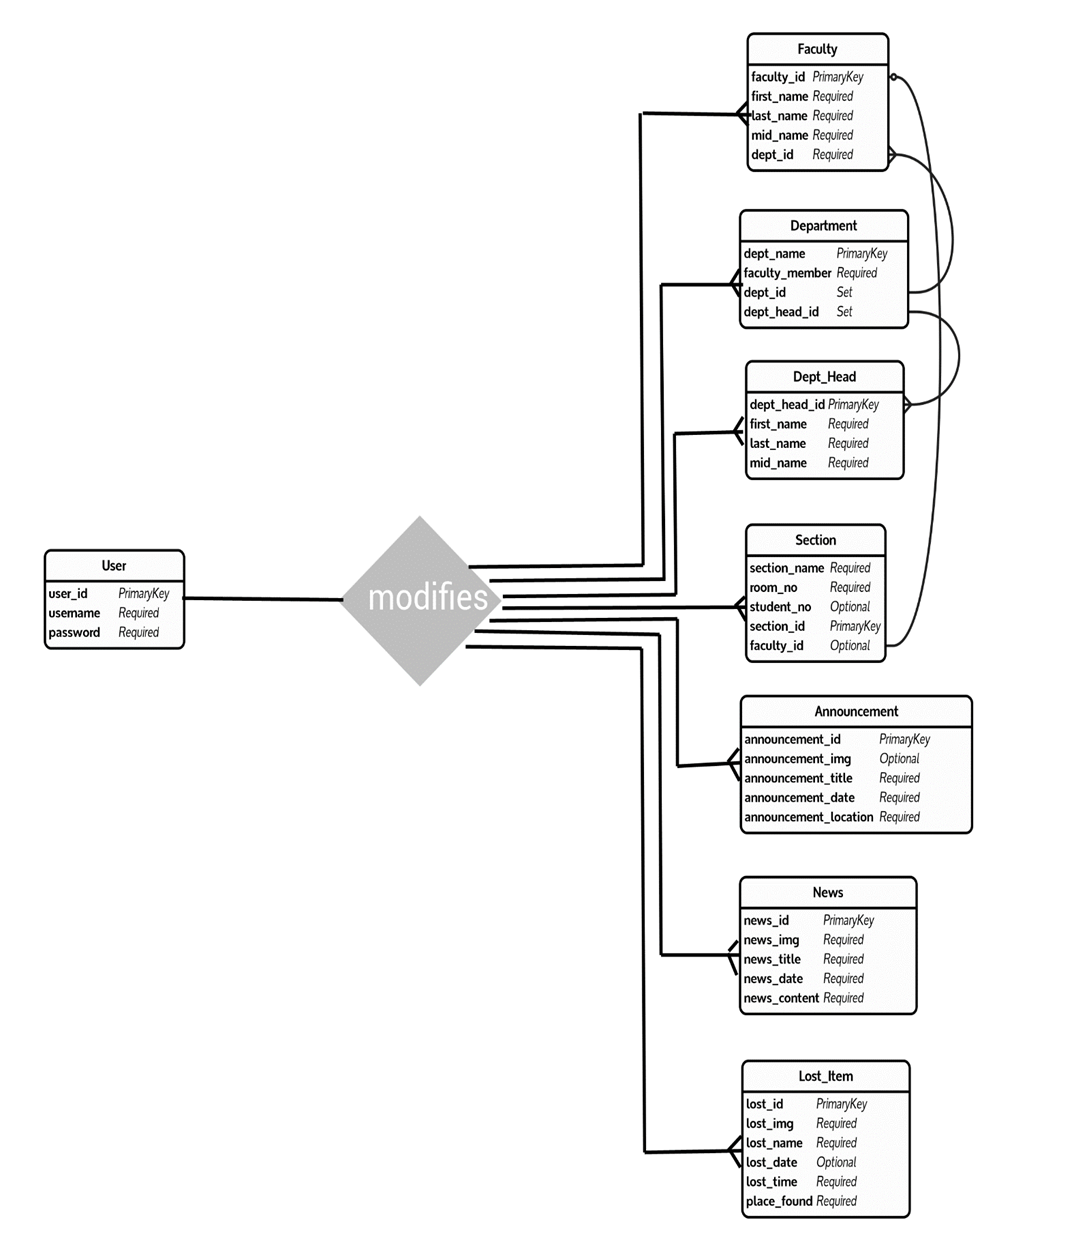 Faculty
faculty_id PrimaryKey
first_name Required
last_name Required
mid_name Required
dept_id Required
Department
dept_name PrimaryKey
faculty_member Required
dept_id Set
dept_head_id Set
Dept_Head
dept_head_id PrimaryKey
first_name Required
last_name Required
mid_name Required
User
user_id PrimaryKey
username Required
password Required
modifies
Section
section_name Required
room_no Required
student_no Optional
section_id PrimaryKey
faculty_id Optional
Announcement
announcement_id PrimaryKey
announcement_img Optional
announcement_title Required
announcement_date Required
announcement_location Required
News
news_id PrimaryKey
news_img Required
news_title Required
news_date Required
news_content Required
Lost_Item
lost_id PrimaryKey
lost_img Required
lost_name Required
lost_date Optional
lost_time Required
place_found Required